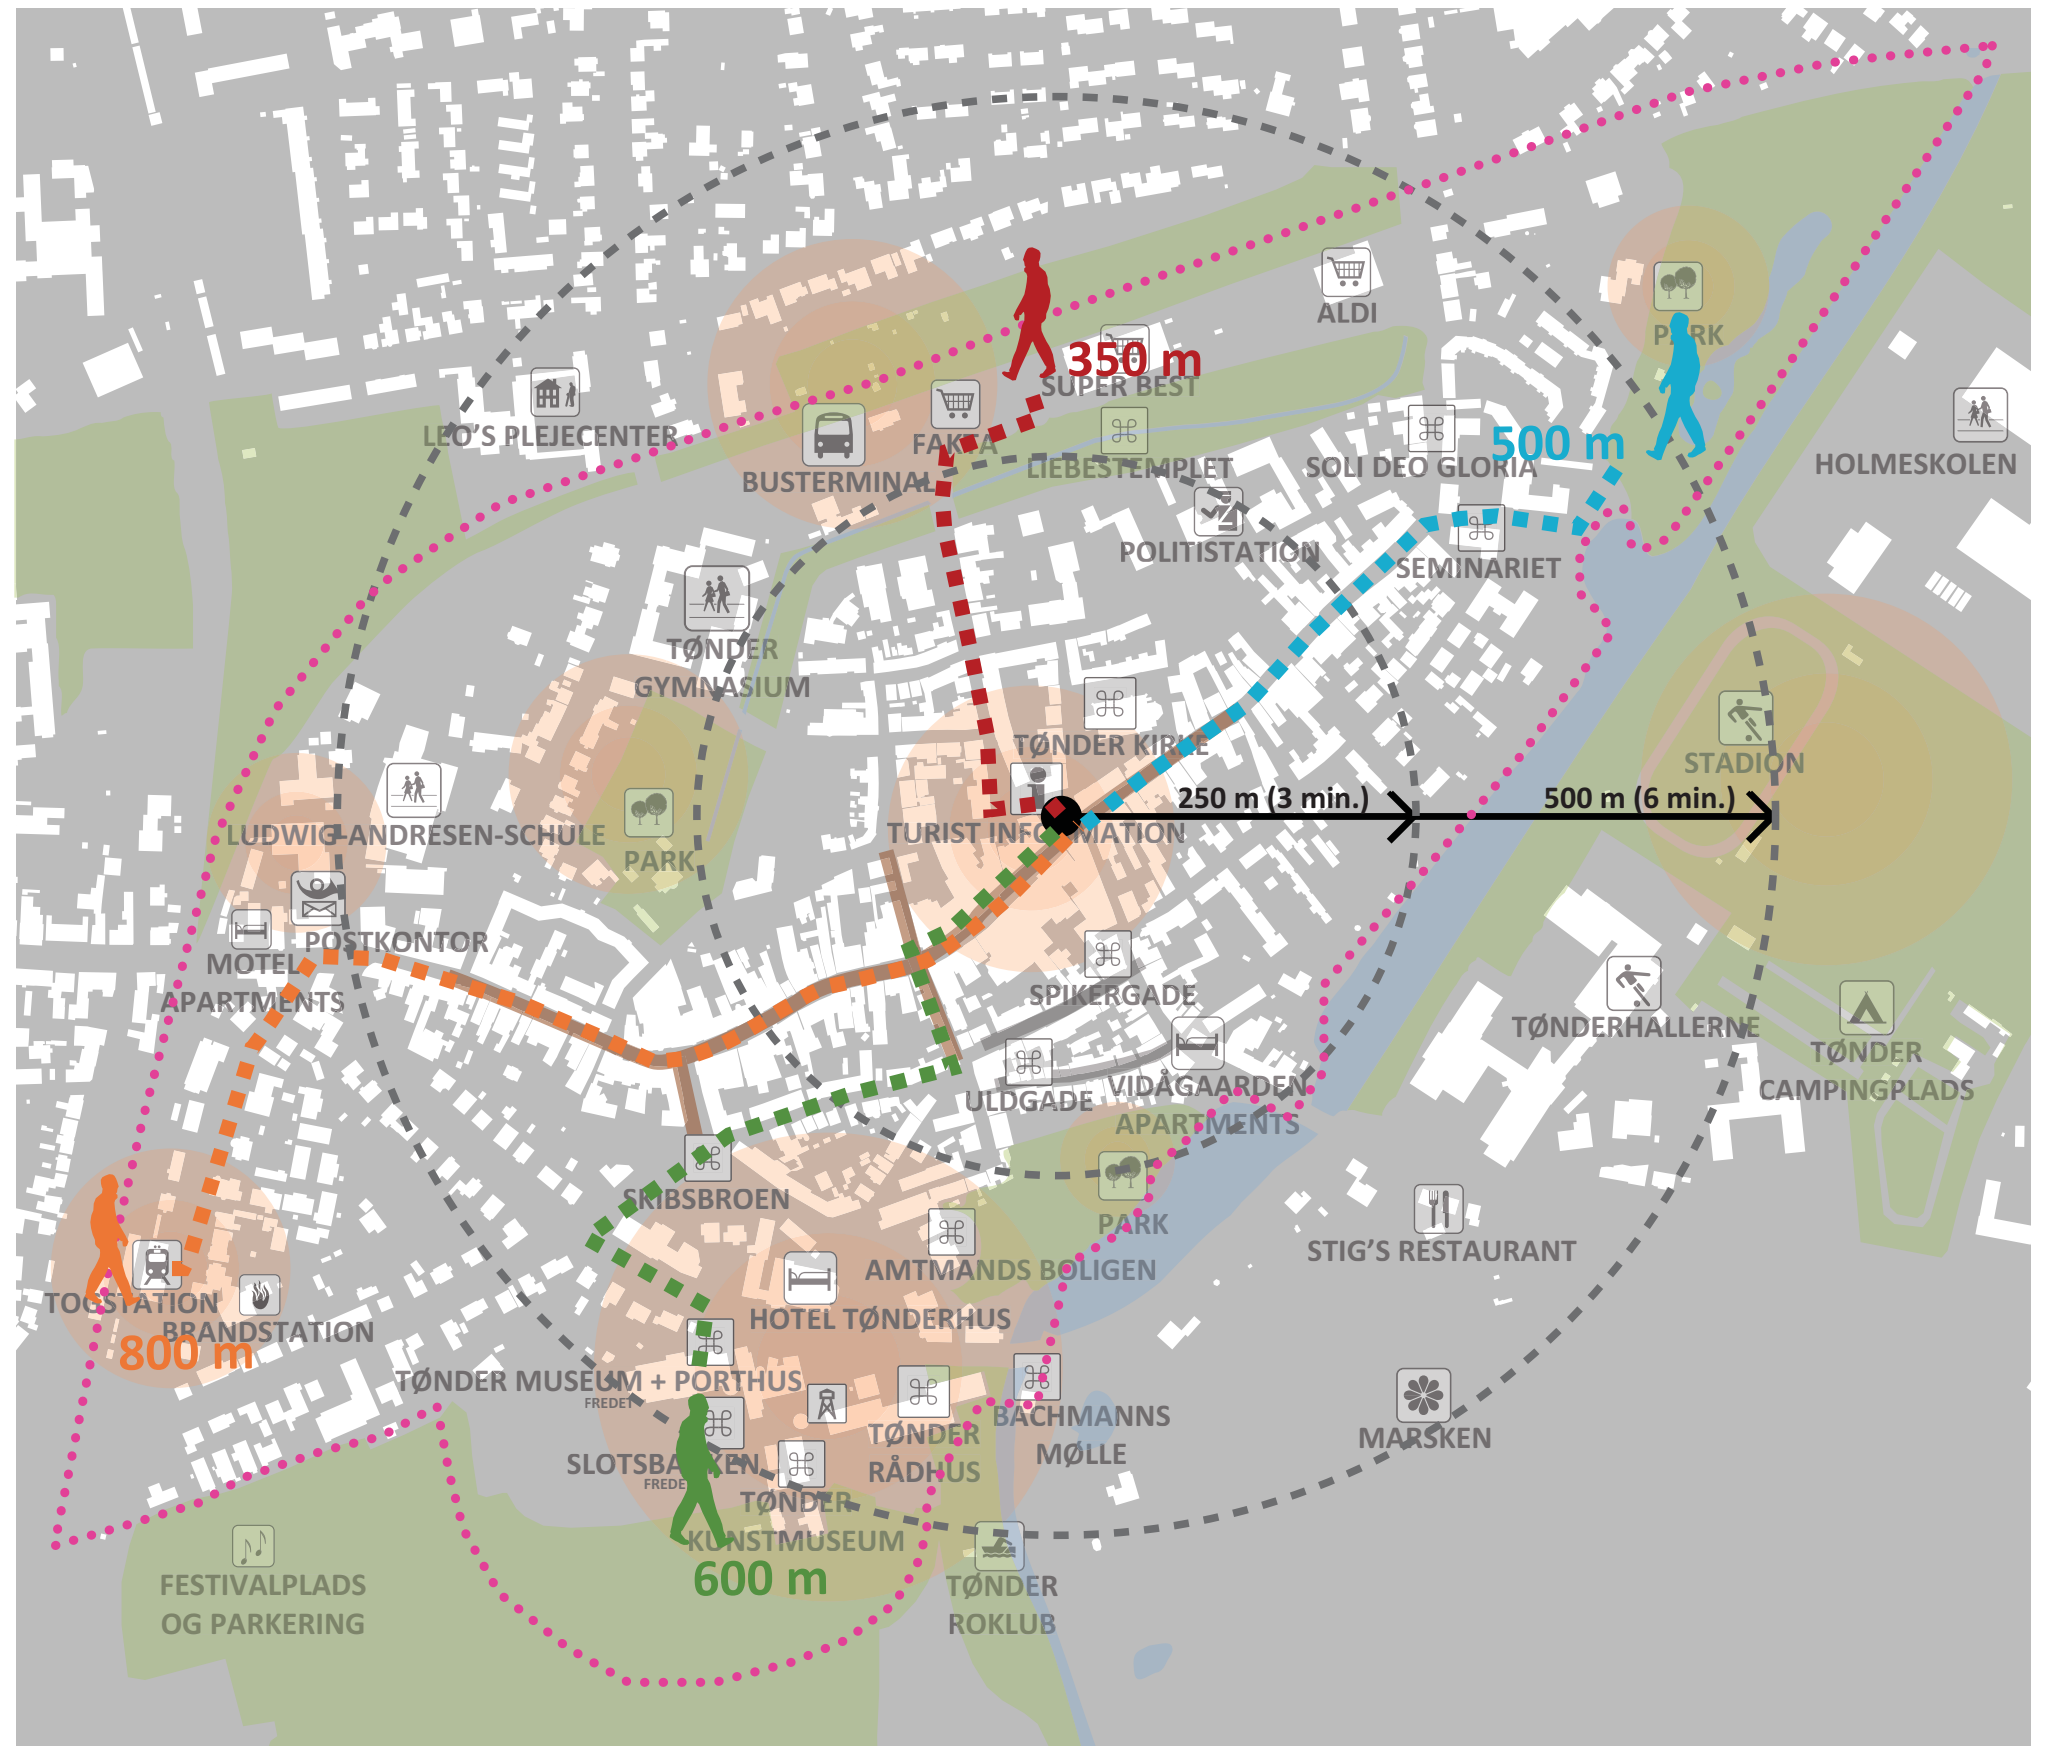 ALDI
350 m
SUPER BEST
PARK
LEO'S PLEJECENTER
FAKTA
BUSTERMINAL
LIEBESTEMPLET
SOLI DEO GLORIA
500 m
HOLMESKOLEN
POLITISTATION
SEMINARIET
TØNDER
GYMNASIUM
TØNDER KIRKE
STADION
250 m (3 min.)
500 m (6 min.)
LUDWIG-ANDRESEN-SCHULE
PARK
TURIST INFORMATION
POSTKONTOR
MOTEL
APARTMENTS
SPIKERGADE
TØNDERHALLERNE
TØNDER
CAMPINGPLADS
ULDGADE
VIDÅGAARDEN
APARTMENTS
SKIBSBROEN
PARK
AMTMANDS BOLIGEN
STIG'S RESTAURANT
TOGSTATION
BRANDSTATION
800 m
HOTEL TØNDERHUS
TØNDER MUSEUM + PORTHUS
FREDET
BACHMANNS
MØLLE
TØNDER
RÅDHUS
MARSKEN
SLOTSBAKKEN
FREDET
TØNDER
KUNSTMUSEUM
600 m
FESTIVALPLADS
OG PARKERING
TØNDER
ROKLUB